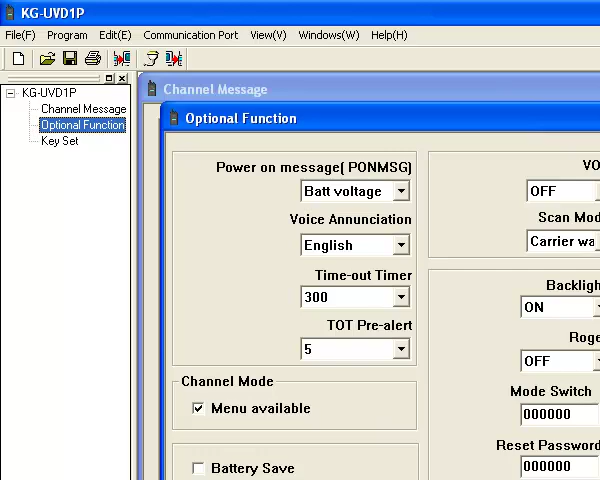 KG-UVD1P
File(F) Program Edit(E) Communication Port View(V) Windows(W) Help(H)
KG-UVD1P
Channel Message
Optional Function
Key Set
Channel Message
Optional Function
Power on message( PONMSG)
Batt voltage
Voice Annunciation
English
Time-out Timer
300
TOT Pre-alert
5
Channel Mode
Menu available
Battery Save
VO
OFF
Scan Mod
Carrier wa
Backligh
ON
Roge
OFF
Mode Switch
000000
Reset Password
000000